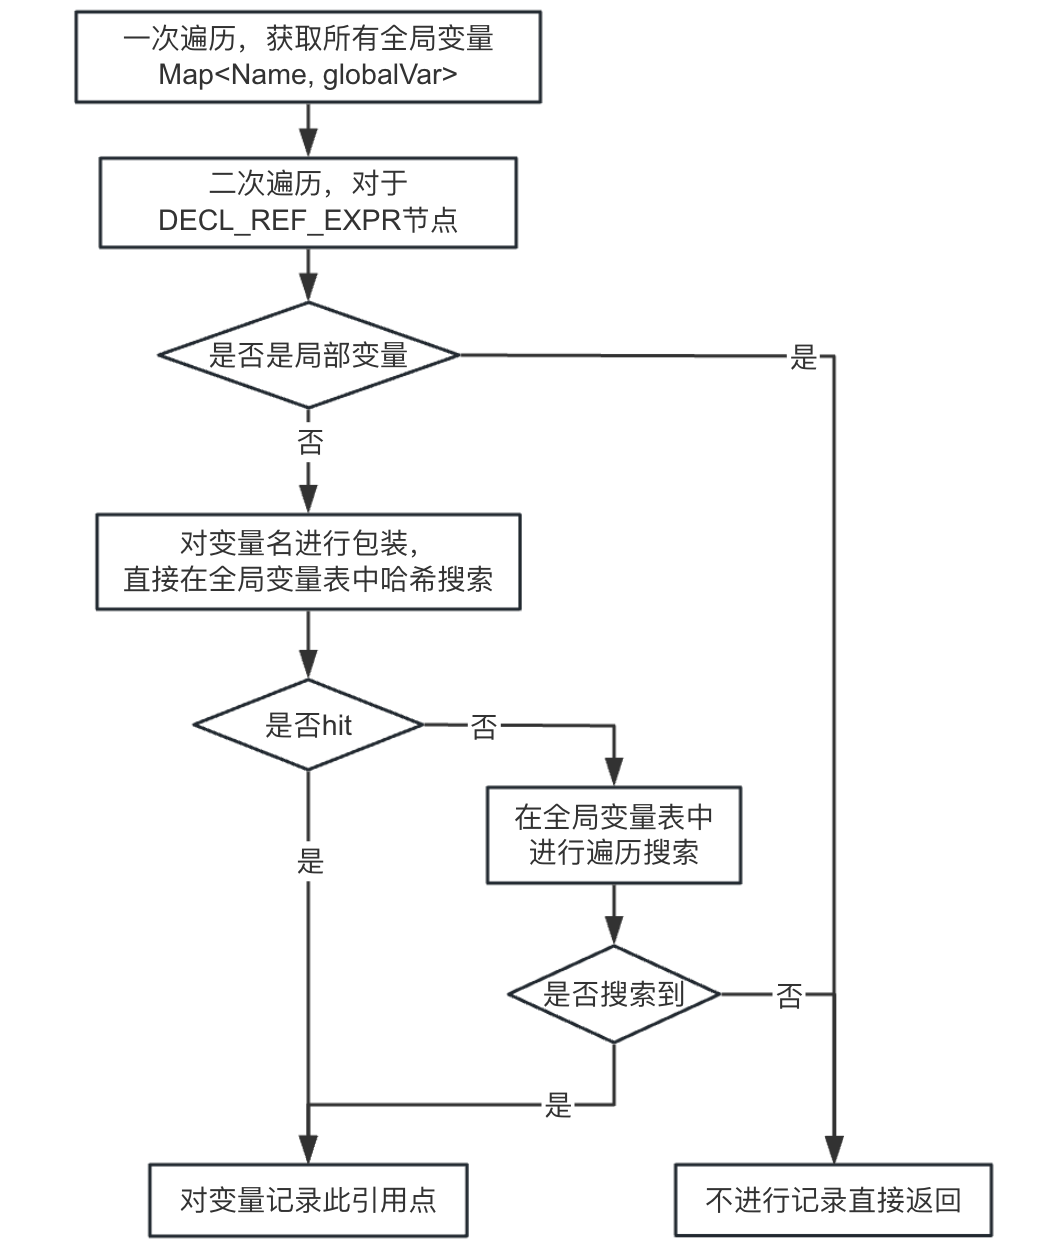 一次遍历，获取所有全局变量
Map<Name, globalVar>
二次遍历，对于
DECL_REF_EXPR节点
是否是局部变量
是
否
对变量名进行包装，
直接在全局变量表中哈希搜索
是否hit
否
在全局变量表中
进行遍历搜索
是
是否搜索到
否
是
对变量记录此引用点
不进行记录直接返回